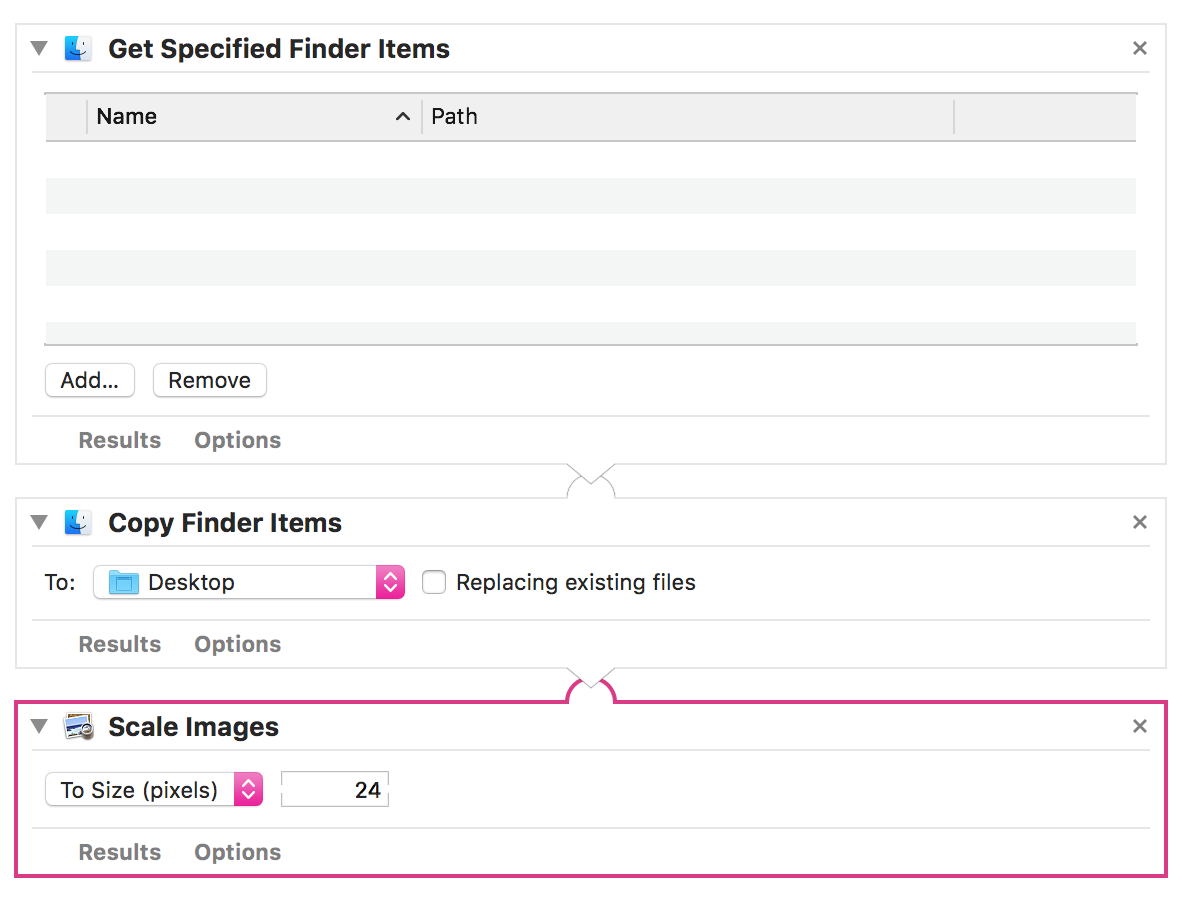 Get Specified Finder Items
Name Path
Add... Remove
Results Options
Copy Finder Items
To: Desktop Replacing existing files
Results Options
Scale Images
To Size (pixels) 24
Results Options